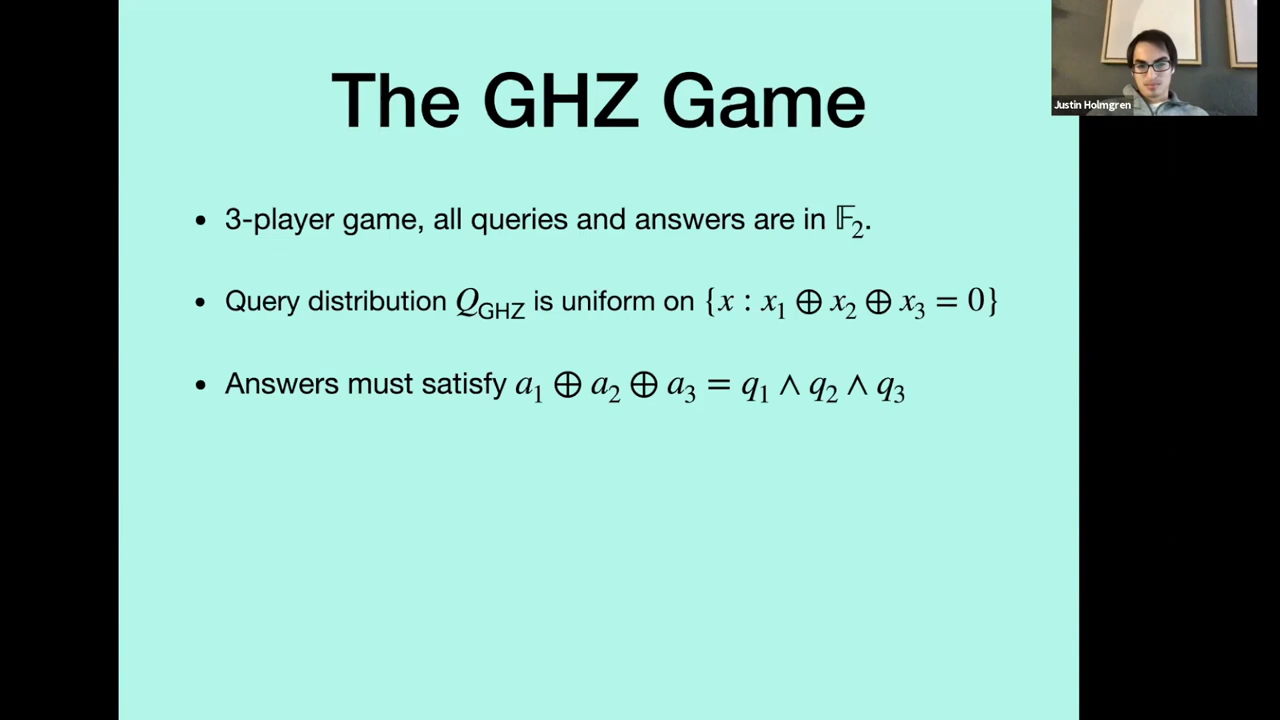 The GHZ Game
Justin Holmgren
• 3-player game, all queries and answers are in 𝔽₂.
• Query distribution Q_GHZ is uniform on {x : x₁ ⊕ x₂ ⊕ x₃ = 0}
• Answers must satisfy a₁ ⊕ a₂ ⊕ a₃ = q₁ ∧ q₂ ∧ q₃